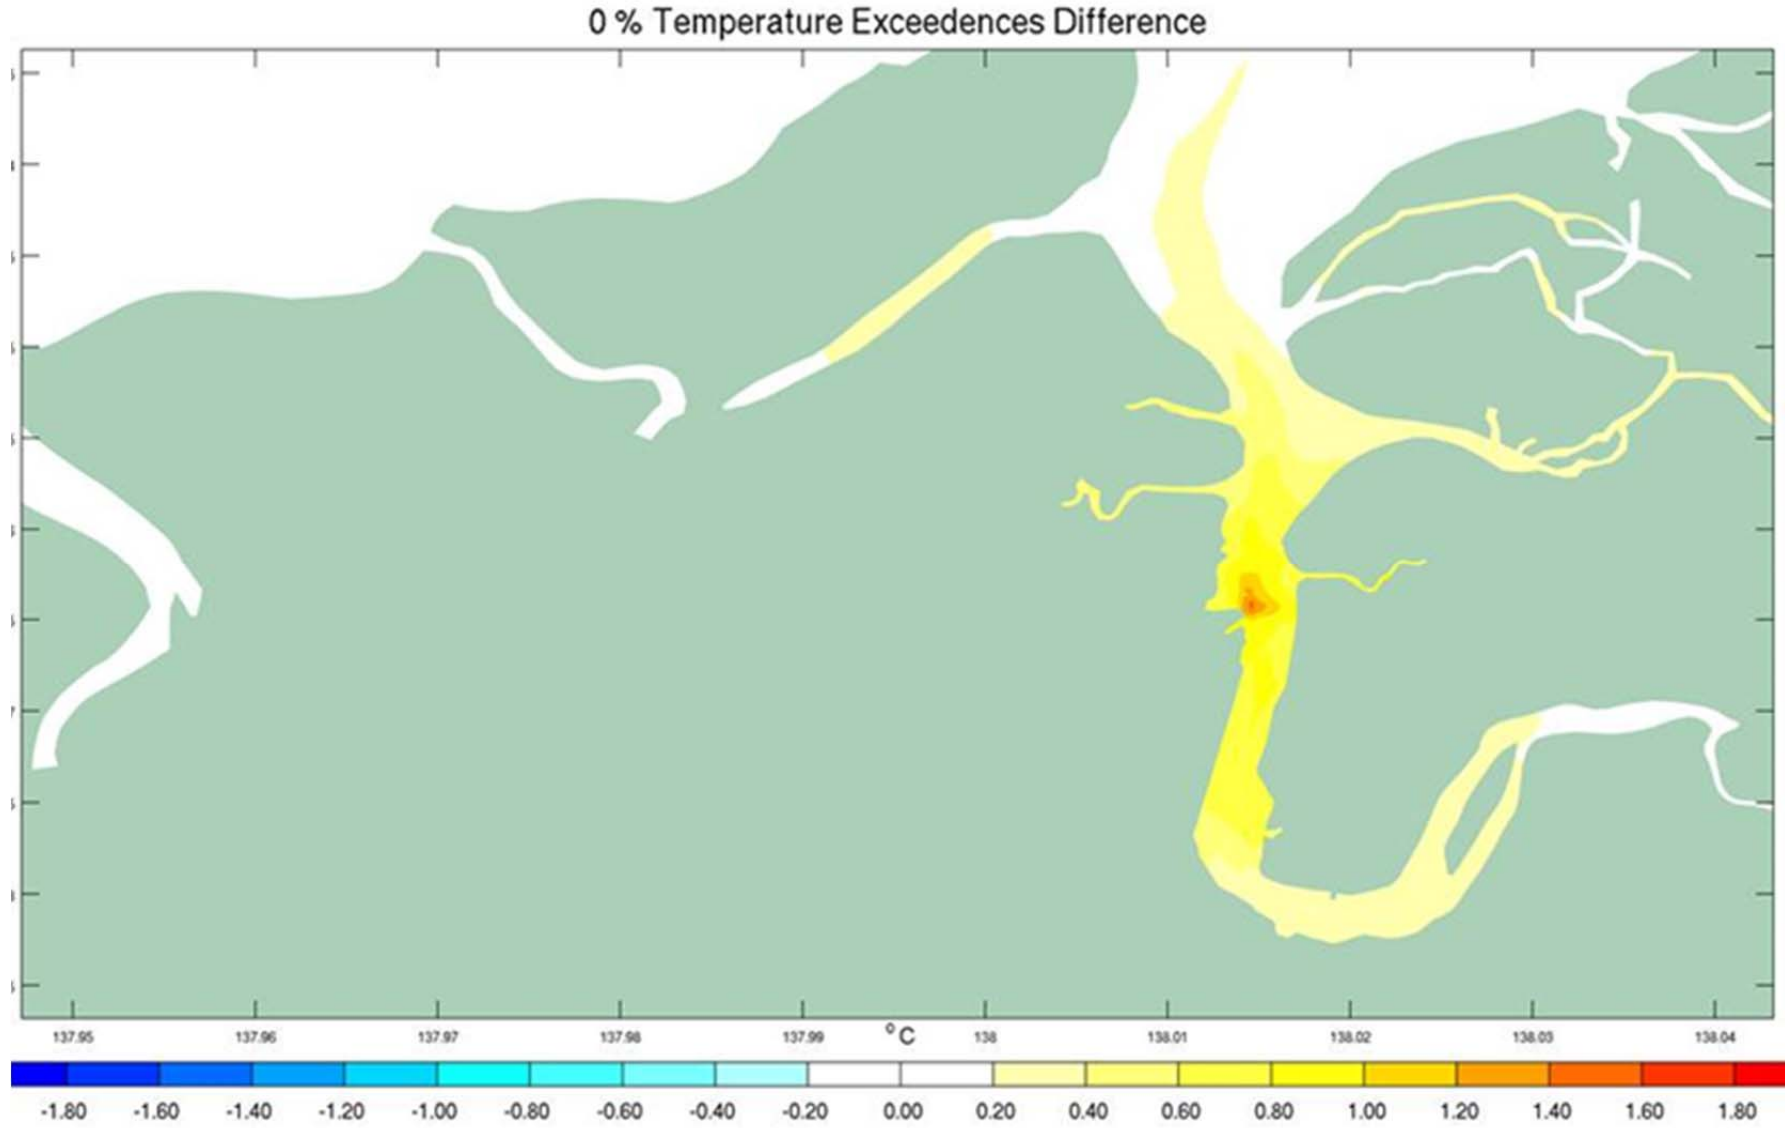 0 % Temperature Exceedences Difference
137.95 137.96 137.97 137.98 137.99 °C 138 138.01 138.02 138.03 138.04
-1.80 -1.60 -1.40 -1.20 -1.00 -0.80 -0.60 -0.40 -0.20 0.00 0.20 0.40 0.60 0.80 1.00 1.20 1.40 1.60 1.80